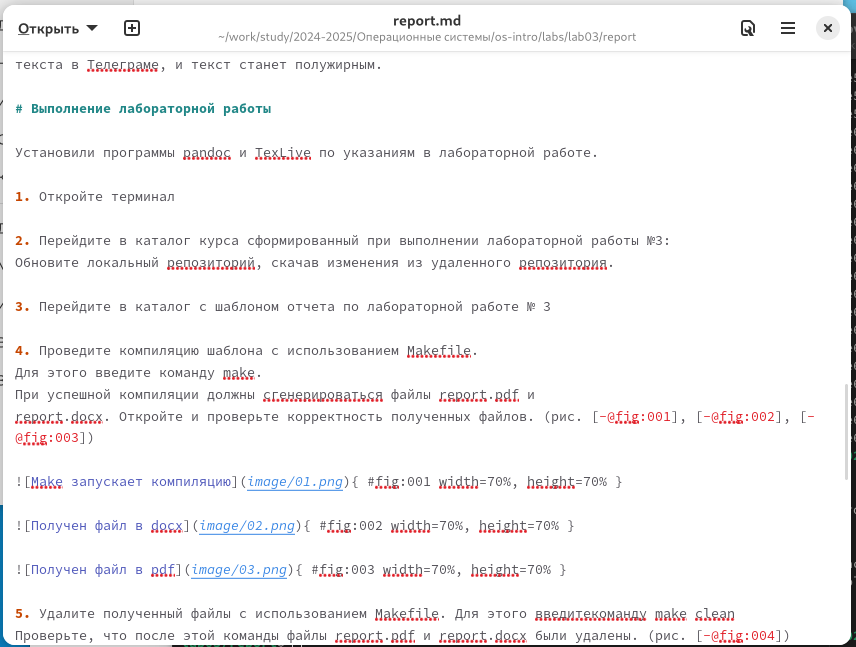 Открыть
report.md
~/work/study/2024-2025/Операционные системы/os-intro/labs/lab03/report
текста в Телеграме, и текст станет полужирным.
# Выполнение лабораторной работы
Установили программы pandoc и TexLive по указаниям в лабораторной работе.
1. Откройте терминал
2. Перейдите в каталог курса сформированный при выполнении лабораторной работы №3:
Обновите локальный репозиторий, скачав изменения из удаленного репозитория.
3. Перейдите в каталог с шаблоном отчета по лабораторной работе № 3
4. Проведите компиляцию шаблона с использованием Makefile.
Для этого введите команду make.
При успешной компиляции должны сгенерироваться файлы report.pdf и
report.docx. Откройте и проверьте корректность полученных файлов. (рис. [-@fig:001], [-@fig:002], [-
@fig:003])
![Make запускает компиляцию](image/01.png){ #fig:001 width=70%, height=70% }
![Получен файл в docx](image/02.png){ #fig:002 width=70%, height=70% }
![Получен файл в pdf](image/03.png){ #fig:003 width=70%, height=70% }
5. Удалите полученный файлы с использованием Makefile. Для этого введитекоманду make clean
Проверьте, что после этой команды файлы report.pdf и report.docx были удалены. (рис. [-@fig:004])